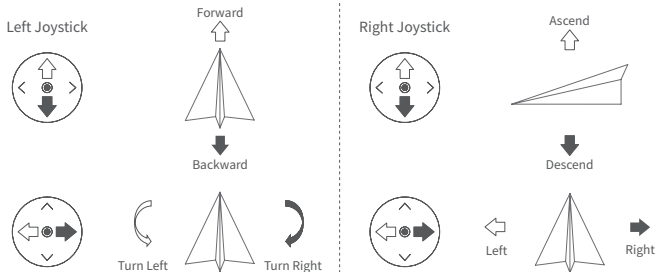 Left Joystick
Forward
Backward
Turn Left
Turn Right
Right Joystick
Ascend
Descend
Left
Right